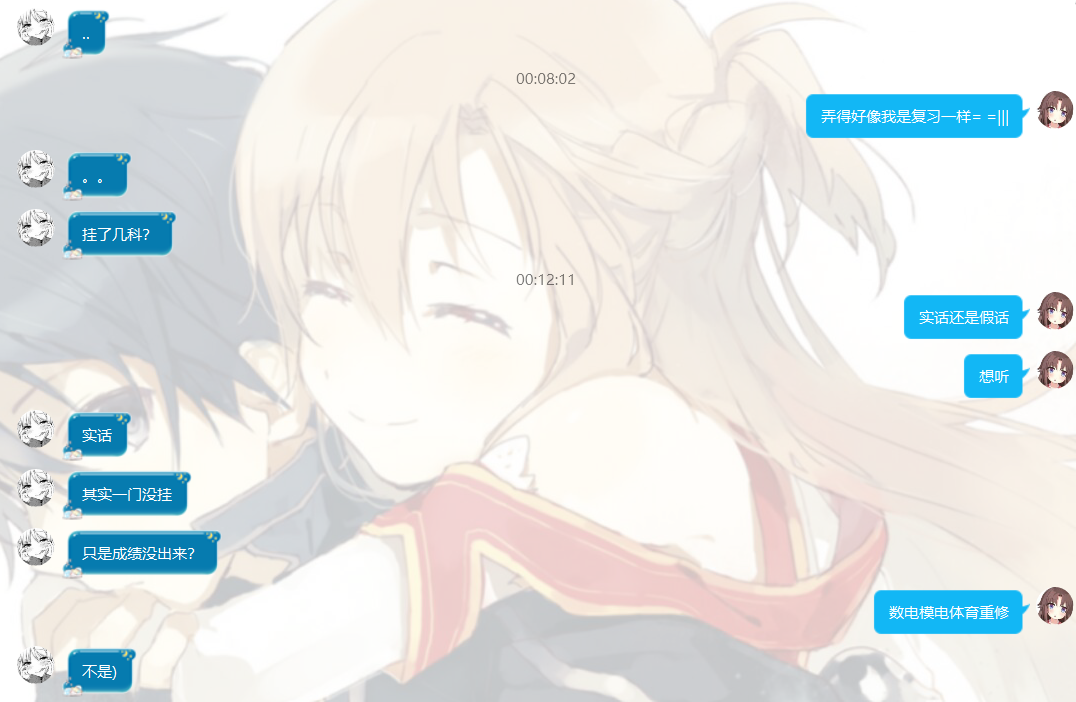 ..
00:08:02
弄得好像我是复习一样= =|||
。。
挂了几科?
00:12:11
实话还是假话
想听
实话
其实一门没挂
只是成绩没出来?
数电模电体育重修
不是)